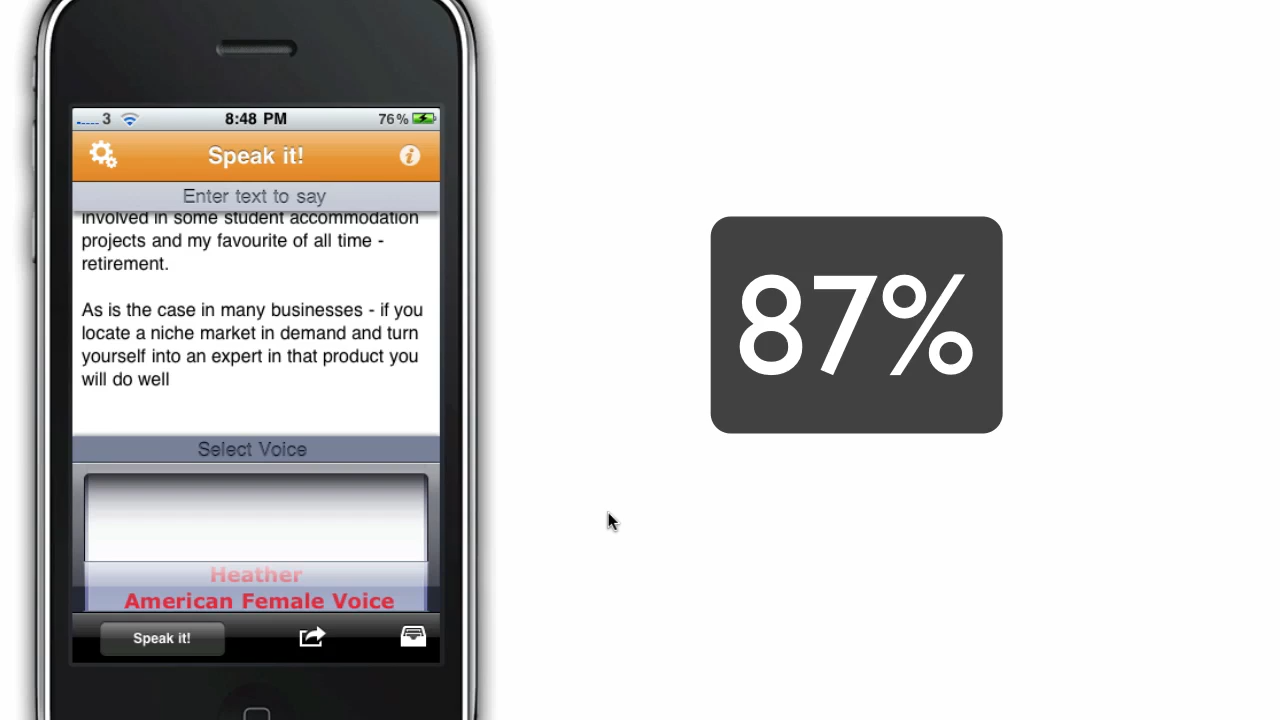 3 8:48 PM 76%
Speak it!
Enter text to say
involved in some student accommodation
projects and my favourite of all time -
retirement.
As is the case in many businesses - if you
locate a niche market in demand and turn
yourself into an expert in that product you
will do well
Select Voice
Heather
American Female Voice
Speak it!
87%